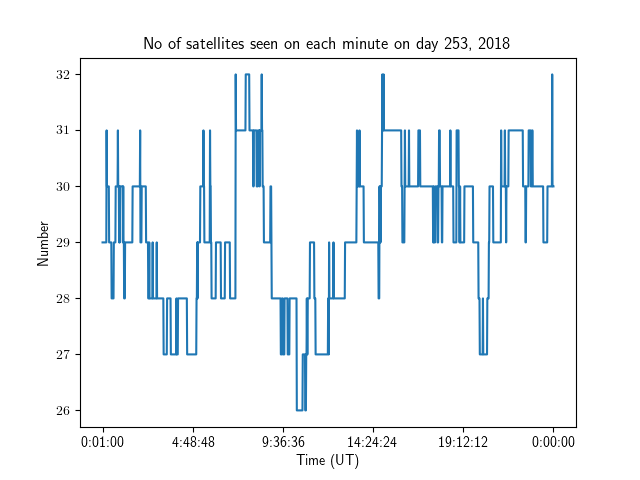 No of satellites seen on each minute on day 253, 2018
32
31
30
29
28
27
26
Number
0:01:00 4:48:48 9:36:36 14:24:24 19:12:12 0:00:00
Time (UT)